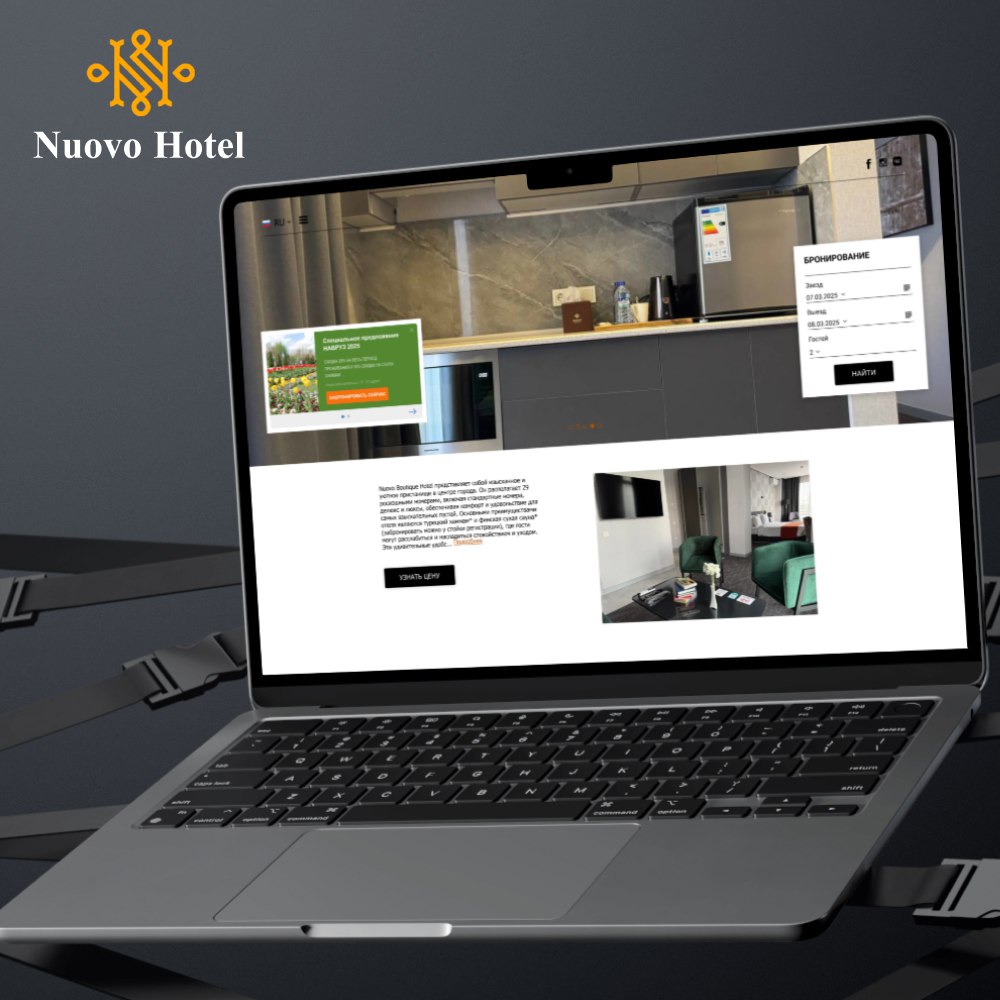 Nuovo Hotel
RU
БРОНИРОВАНИЕ
Заезд
07.03.2025
Выезд
08.03.2025
Гостей
2
НАЙТИ
Специальное предложение
НАВРУЗ 2025
ЗАБРОНИРОВАТЬ СЕЙЧАС
Nuovo Boutique Hotel представляет собой изысканное и
уютное пристанище в центре города. Он располагает 29
роскошными номерами, включая стандартные номера,
делюкс и люксы, обеспечивая комфорт и удовольствие для
самых взыскательных гостей. Основными преимуществами
отеля являются турецкий хаммам* и финская сухая сауна*
(забронировать можно у стойки регистрации), где гости
могут расслабиться и насладиться спокойствием и уходом.
Эти удивительные удобс... Подробнее
УЗНАТЬ ЦЕНУ
delete
tab Q W E R T Y U I O P
caps lock A S D F G H J K L return
shift Z X C V B N M shift
fn control option command command option